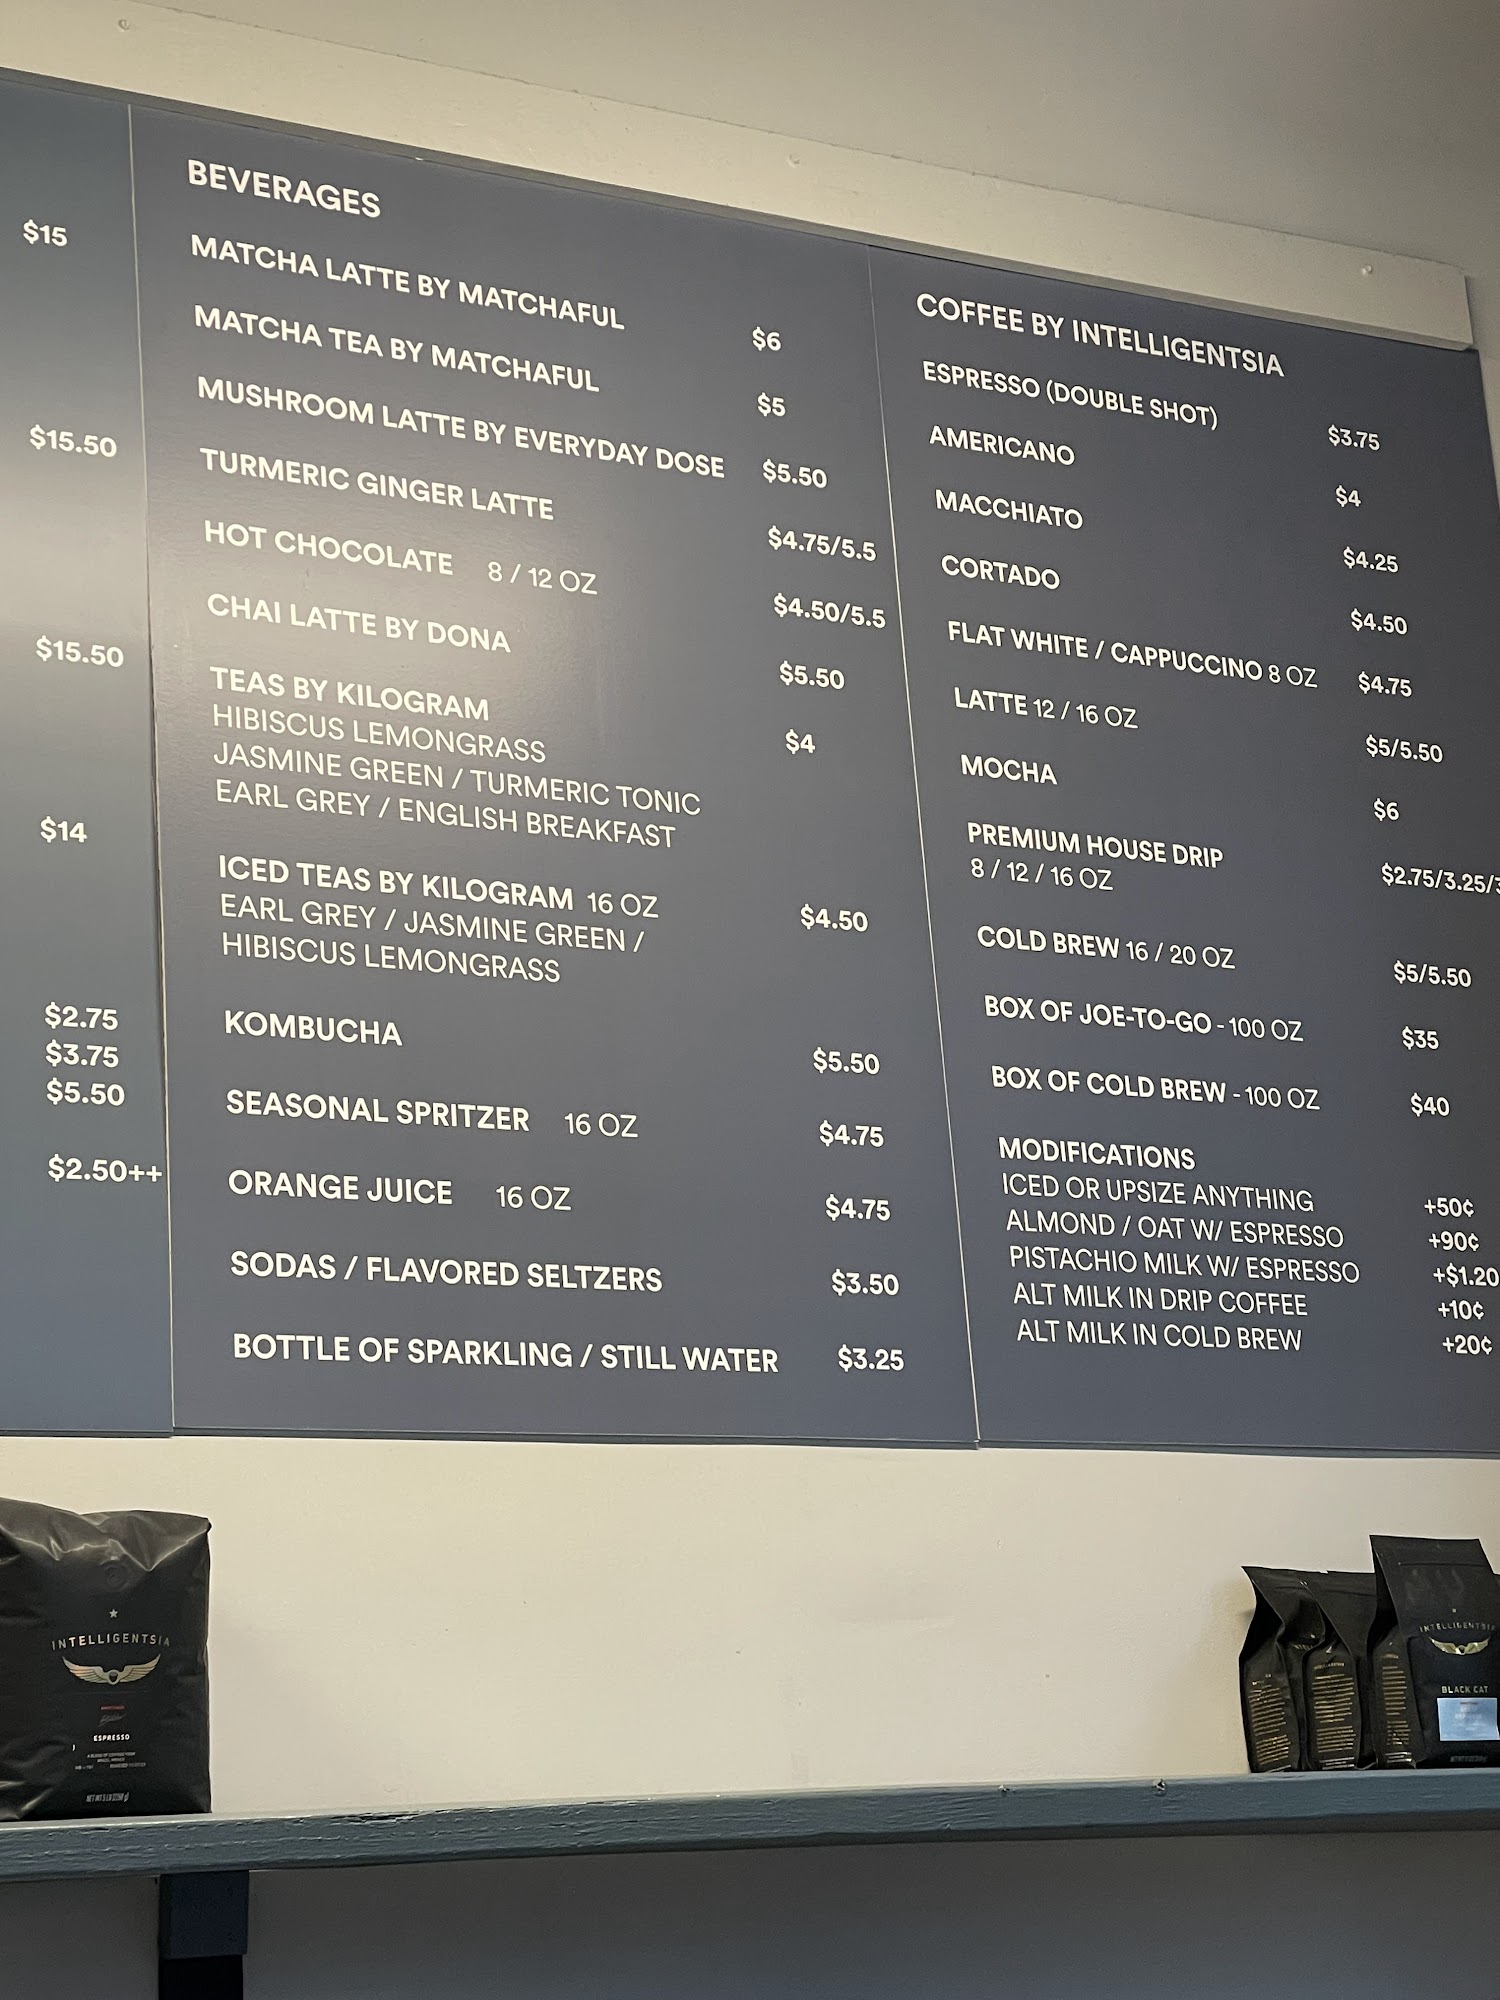 $15
$15.50
$15.50
$14
$2.75
$3.75
$5.50
$2.50++
BEVERAGES
MATCHA LATTE BY MATCHAFUL $6
MATCHA TEA BY MATCHAFUL $5
MUSHROOM LATTE BY EVERYDAY DOSE $5.50
TURMERIC GINGER LATTE $4.75/5.5
HOT CHOCOLATE 8 / 12 OZ $4.50/5.5
CHAI LATTE BY DONA $5.50
TEAS BY KILOGRAM $4
HIBISCUS LEMONGRASS
JASMINE GREEN / TURMERIC TONIC
EARL GREY / ENGLISH BREAKFAST
ICED TEAS BY KILOGRAM 16 OZ $4.50
EARL GREY / JASMINE GREEN /
HIBISCUS LEMONGRASS
KOMBUCHA $5.50
SEASONAL SPRITZER 16 OZ $4.75
ORANGE JUICE 16 OZ $4.75
SODAS / FLAVORED SELTZERS $3.50
BOTTLE OF SPARKLING / STILL WATER $3.25
COFFEE BY INTELLIGENTSIA
ESPRESSO (DOUBLE SHOT) $3.75
AMERICANO $4
MACCHIATO $4.25
CORTADO $4.50
FLAT WHITE / CAPPUCCINO 8 OZ $4.75
LATTE 12 / 16 OZ $5/5.50
MOCHA $6
PREMIUM HOUSE DRIP $2.75/3.25/3
8 / 12 / 16 OZ
COLD BREW 16 / 20 OZ $5/5.50
BOX OF JOE-TO-GO - 100 OZ $35
BOX OF COLD BREW - 100 OZ $40
MODIFICATIONS
ICED OR UPSIZE ANYTHING +50¢
ALMOND / OAT W/ ESPRESSO +90¢
PISTACHIO MILK W/ ESPRESSO +$1.20
ALT MILK IN DRIP COFFEE +10¢
ALT MILK IN COLD BREW +20¢
INTELLIGENTSIA
ESPRESSO
INTELLIGENTSIA
BLACK CAT